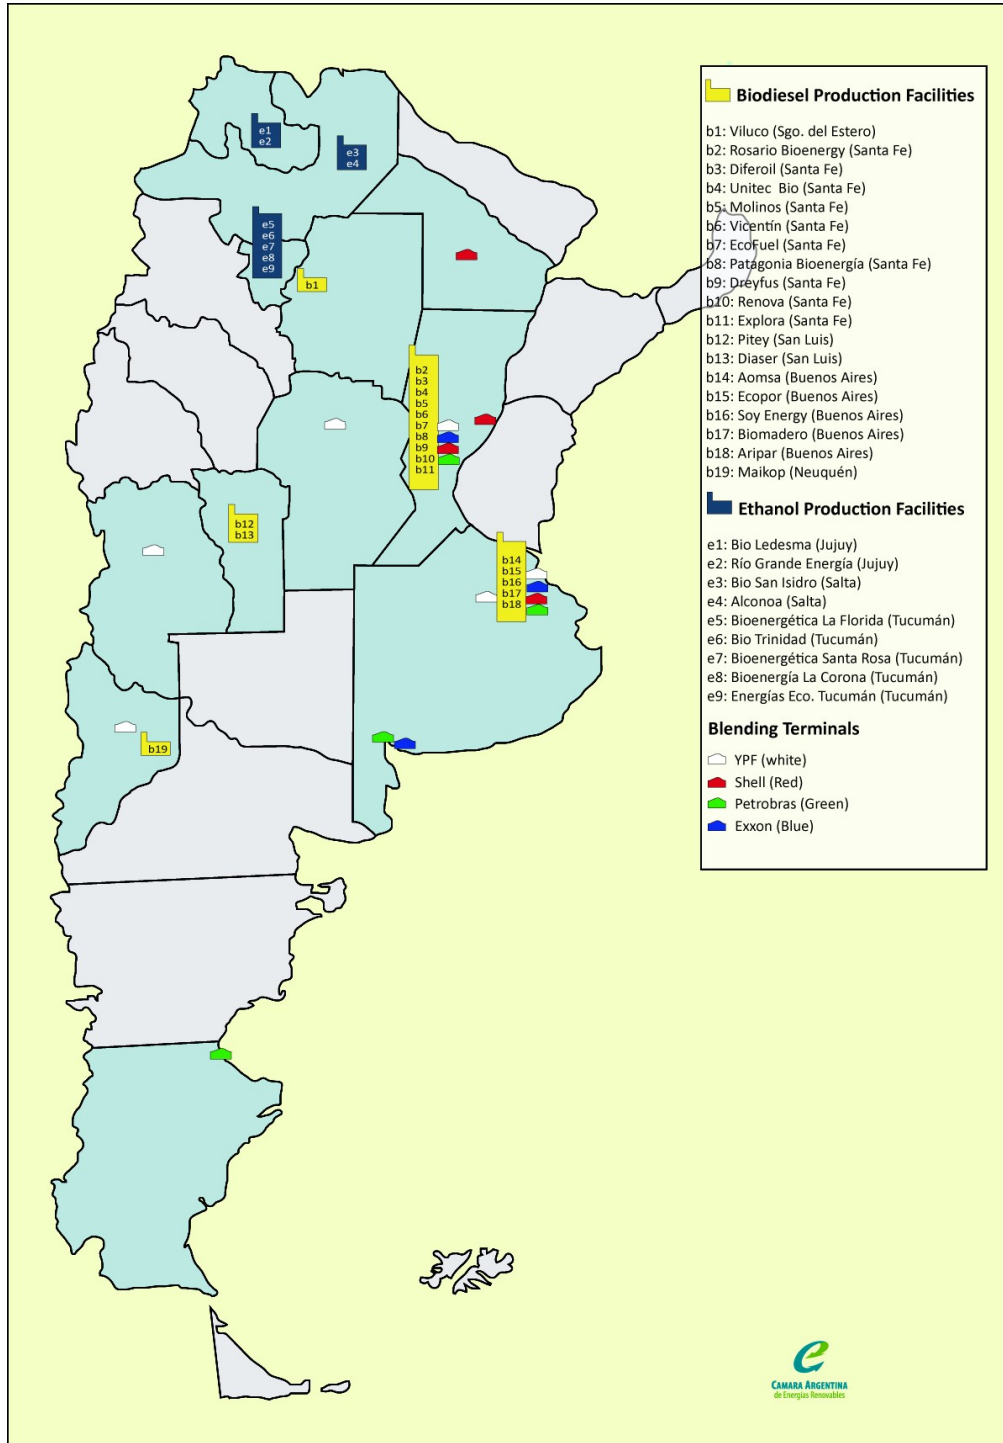 e1
e2
e3
e4
e5
e6
e7
e8
e9
b1
b2
b3
b4
b5
b6
b7
b8
b9
b10
b11
b12
b13
b14
b15
b16
b17
b18
b19
Biodiesel Production Facilities
b1: Viluco (Sgo. del Estero)
b2: Rosario Bioenergy (Santa Fe)
b3: Diferoil (Santa Fe)
b4: Unitec  Bio (Santa Fe)
b5: Molinos (Santa Fe)
b6: Vicentín (Santa Fe)
b7: EcoFuel (Santa Fe)
b8: Patagonia Bioenergía (Santa Fe)
b9: Dreyfus (Santa Fe)
b10: Renova (Santa Fe)
b11: Explora (Santa Fe)
b12: Pitey (San Luis)
b13: Diaser (San Luis)
b14: Aomsa (Buenos Aires)
b15: Ecopor (Buenos Aires)
b16: Soy Energy (Buenos Aires)
b17: Biomadero (Buenos Aires)
b18: Aripar (Buenos Aires)
b19: Maikop (Neuquén)
Ethanol Production Facilities
e1: Bio Ledesma (Jujuy)
e2: Río Grande Energía (Jujuy)
e3: Bio San Isidro (Salta)
e4: Alconoa (Salta)
e5: Bioenergética La Florida (Tucumán)
e6: Bio Trinidad (Tucumán)
e7: Bioenergética Santa Rosa (Tucumán)
e8: Bioenergía La Corona (Tucumán)
e9: Energías Eco. Tucumán (Tucumán)
Blending Terminals
YPF (white)
Shell (Red)
Petrobras (Green)
Exxon (Blue)
CAMARA ARGENTINA
de Energías Renovables